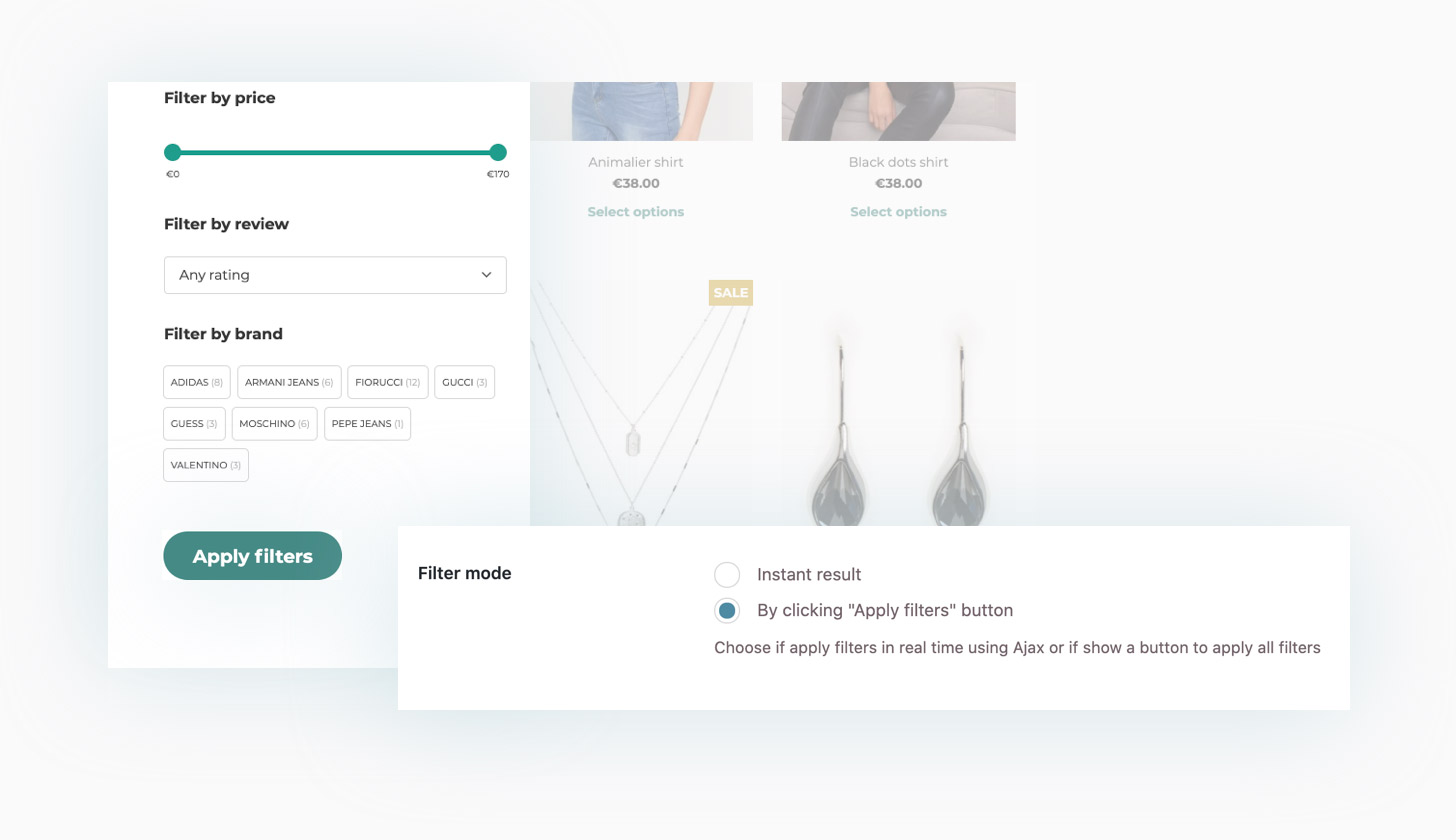 Filter by price
€0 €170
Filter by review
Any rating
Filter by brand
ADIDAS (8) ARMANI JEANS (6) FIORUCCI (12) GUCCI (3)
GUESS (3) MOSCHINO (6) PEPE JEANS (1)
VALENTINO (3)
Apply filters
Animalier shirt
€38.00
Select options
Black dots shirt
€38.00
Select options
SALE
Filter mode
Instant result
By clicking "Apply filters" button
Choose if apply filters in real time using Ajax or if show a button to apply all filters